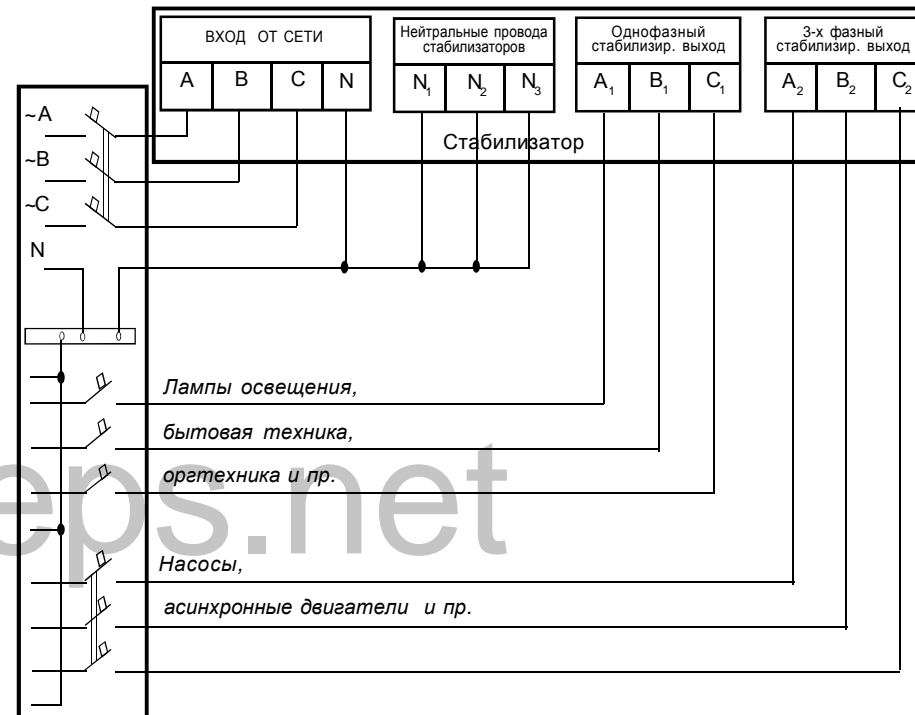 ВХОД ОТ СЕТИ
Нейтральные провода
стабилизаторов
Однофазный
стабилизир. выход
3-х фазный
стабилизир. выход
A B C N
N₁ N₂ N₃
A₁ B₁ C₁
A₂ B₂ C₂
Стабилизатор
~A
~B
~C
N
Лампы освещения,
бытовая техника,
оргтехника и пр.
eps.net
Насосы,
асинхронные двигатели и пр.